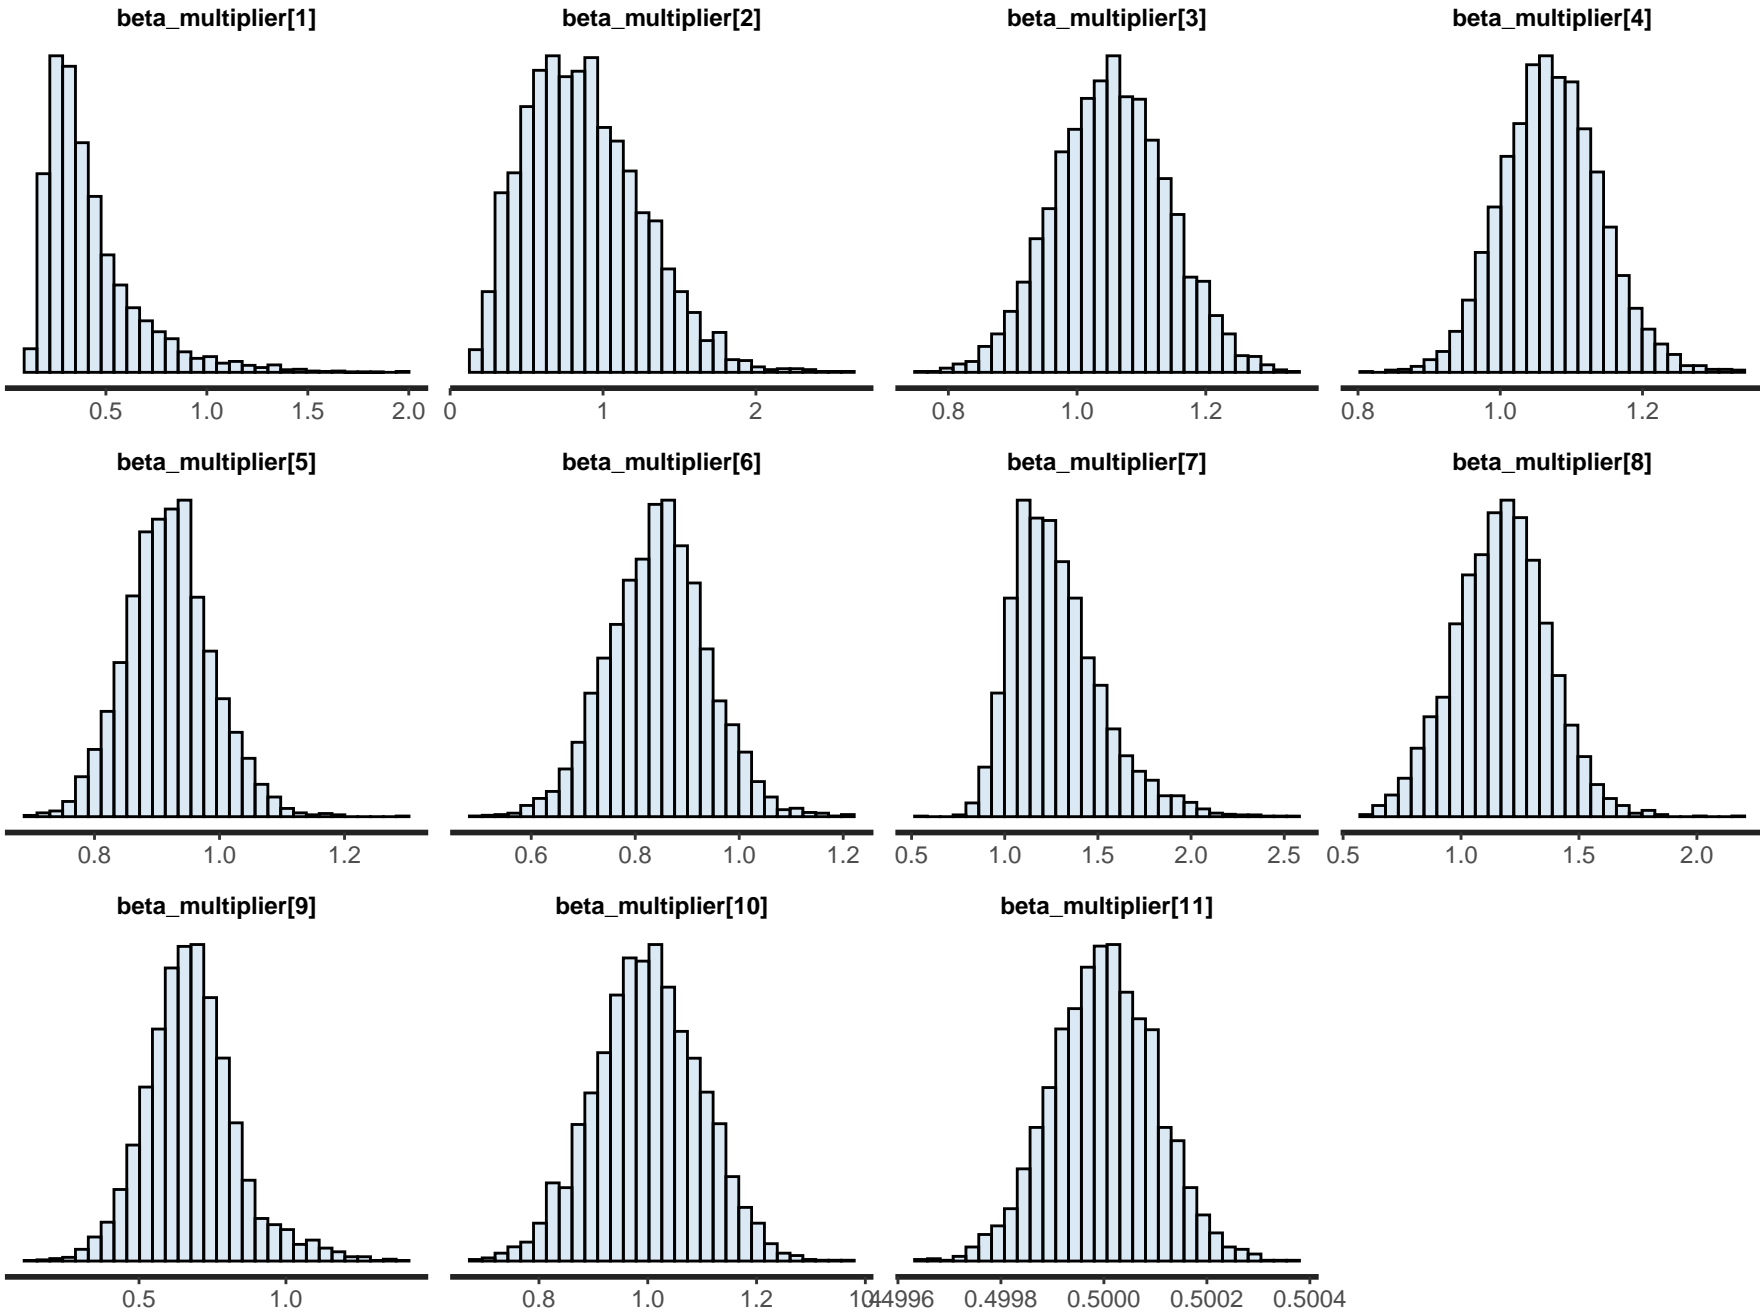 beta_multiplier[1] beta_multiplier[2] beta_multiplier[3] beta_multiplier[4]
0.5 1.0 1.5 2.0 0 1 2 0.8 1.0 1.2 0.8 1.0 1.2
beta_multiplier[5] beta_multiplier[6] beta_multiplier[7] beta_multiplier[8]
0.8 1.0 1.2 0.6 0.8 1.0 1.2 0.5 1.0 1.5 2.0 2.5 0.5 1.0 1.5 2.0
beta_multiplier[9] beta_multiplier[10] beta_multiplier[11]
0.5 1.0 0.8 1.0 1.2 0.4998 0.5000 0.5002 0.5004